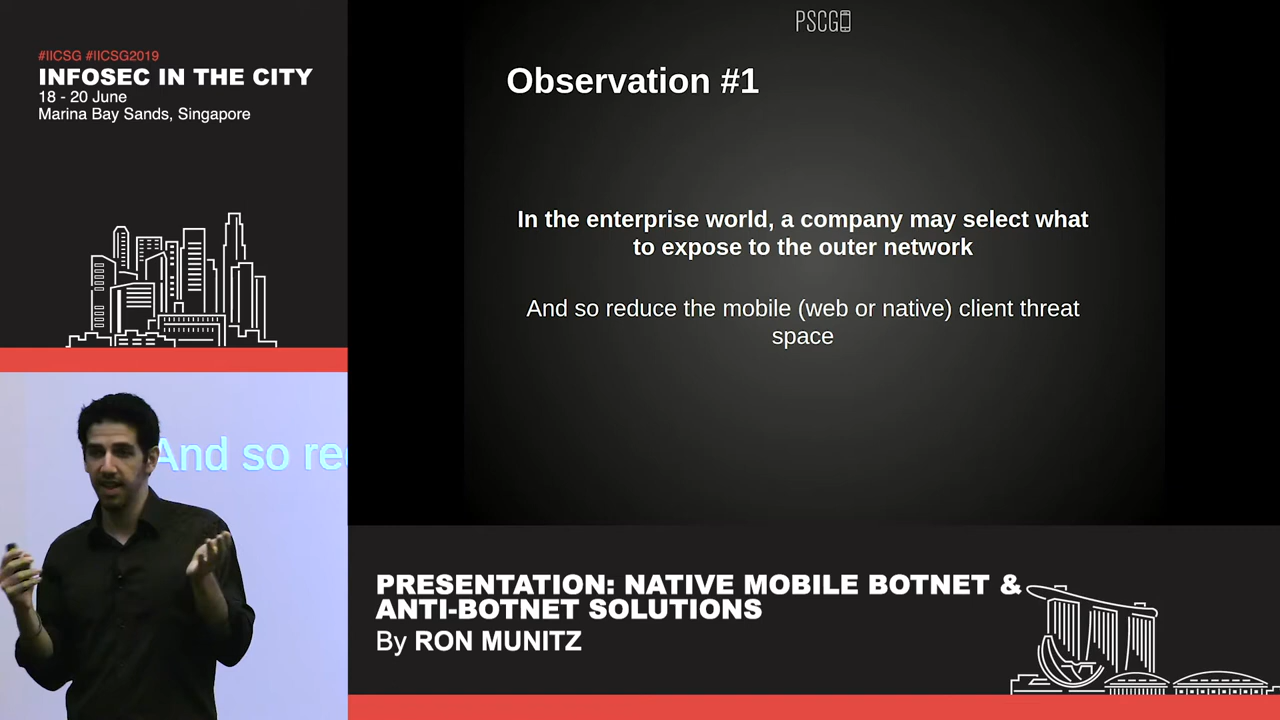 #IICSG #IICSG2019
INFOSEC IN THE CITY
18 - 20 June
Marina Bay Sands, Singapore
PSCG
Observation #1
In the enterprise world, a company may select what
to expose to the outer network
And so reduce the mobile (web or native) client threat
space
And so re
PRESENTATION: NATIVE MOBILE BOTNET &
ANTI-BOTNET SOLUTIONS
By RON MUNITZ